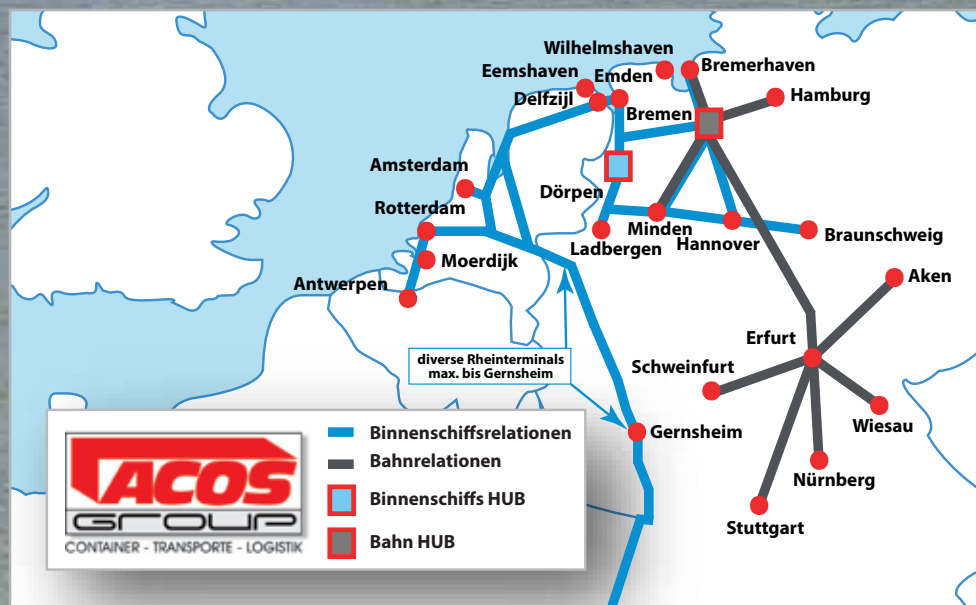 Wilhelmshaven
Bremerhaven
Eemshaven
Emden
Hamburg
Delfzijl
Bremen
Amsterdam
Dörpen
Rotterdam
Minden
Ladbergen
Hannover
Braunschweig
Moerdijk
Antwerpen
Aken
Erfurt
diverse Rheinterminals
max. bis Gernsheim
Schweinfurt
Wiesau
Gernsheim
Nürnberg
Stuttgart
ACOS
GROUP
CONTAINER - TRANSPORTE - LOGISTIK
Binnenschiffsrelationen
Bahnrelationen
Binnenschiffs HUB
Bahn HUB